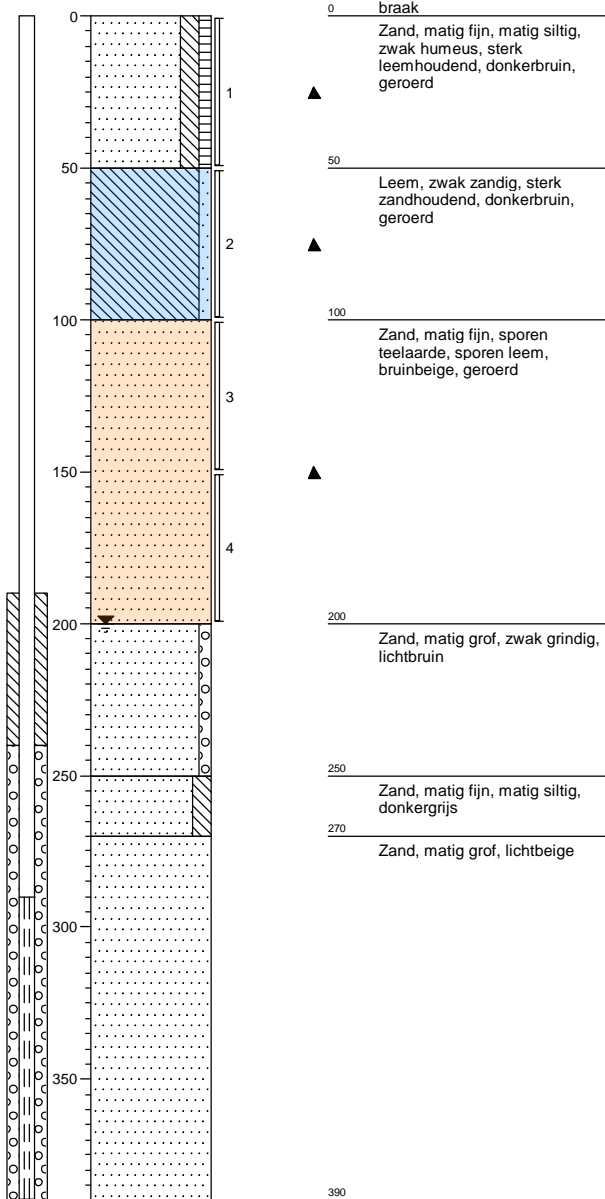 0
50
100
150
200
250
300
350
1
2
3
4
0
braak
Zand, matig fijn, matig siltig,
zwak humeus, sterk
leemhoudend, donkerbruin,
geroerd
50
Leem, zwak zandig, sterk
zandhoudend, donkerbruin,
geroerd
100
Zand, matig fijn, sporen
teelaarde, sporen leem,
bruinbeige, geroerd
200
Zand, matig grof, zwak grindig,
lichtbruin
250
Zand, matig fijn, matig siltig,
donkergrijs
270
Zand, matig grof, lichtbeige
390